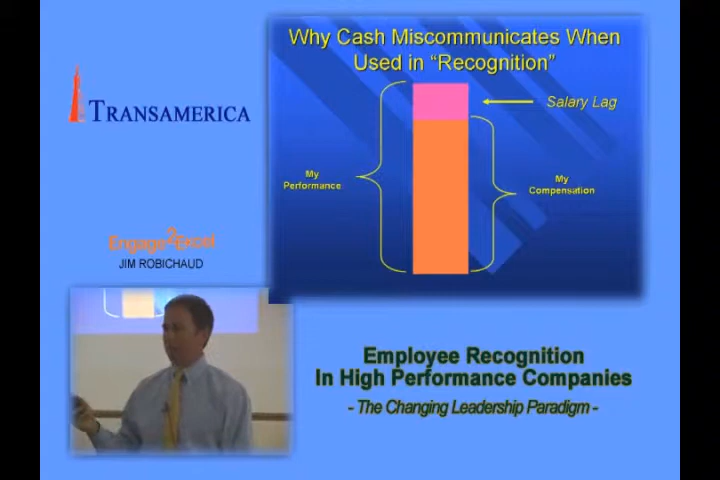 Why Cash Miscommunicates When
Used in “Recognition”
TRANSAMERICA
Salary Lag
My
Performance
My
Compensation
Engage2Excel
JIM ROBICHAUD
Employee Recognition
In High Performance Companies
- The Changing Leadership Paradigm -